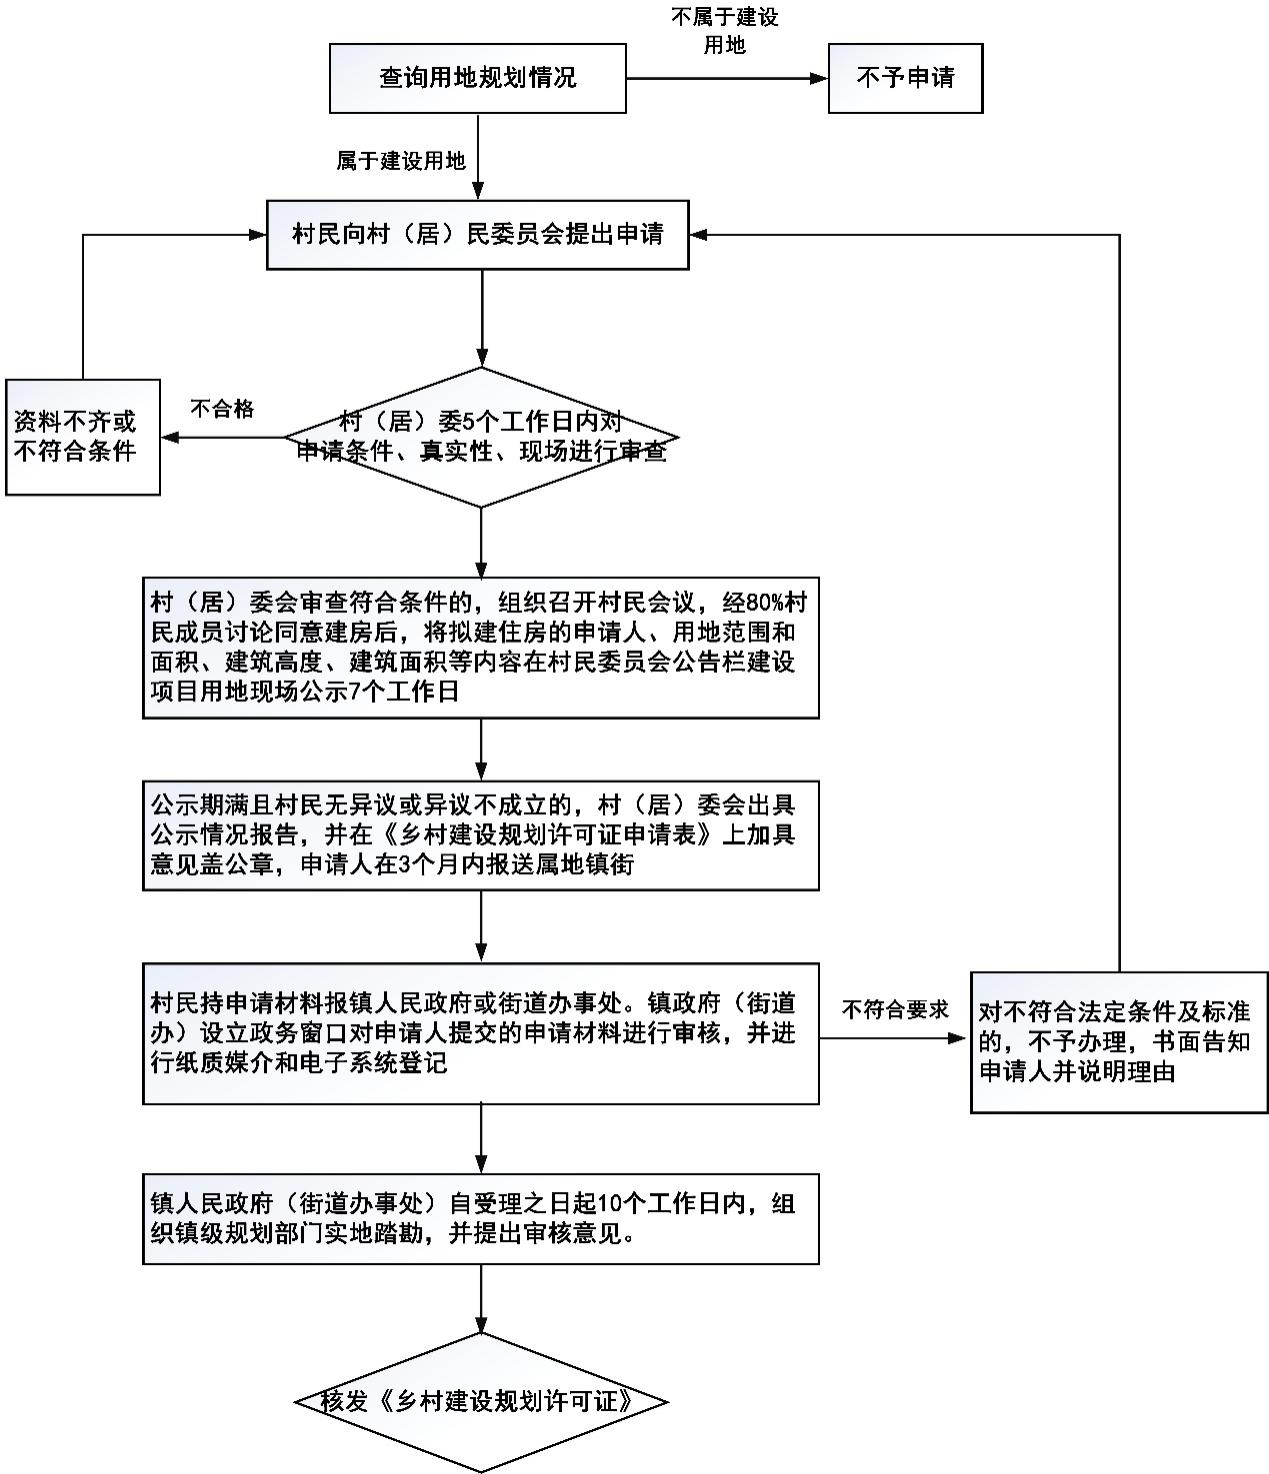 不属于建设
用地
查询用地规划情况
不予申请
属于建设用地
村民向村（居）民委员会提出申请
资料不齐或
不符合条件
不合格
村（居）委5个工作日内对
申请条件、真实性、现场进行审查
村（居）委会审查符合条件的，组织召开村民会议，经80%村
民成员讨论同意建房后，将拟建住房的申请人、用地范围和
面积、建筑高度、建筑面积等内容在村民委员会公告栏建设
项目用地现场公示7个工作日
公示期满且村民无异议或异议不成立的，村（居）委会出具
公示情况报告，并在《乡村建设规划许可证申请表》上加具
意见盖公章，申请人在3个月内报送属地镇街
村民持申请材料报镇人民政府或街道办事处。镇政府（街道
办）设立政务窗口对申请人提交的申请材料进行审核，并进
行纸质媒介和电子系统登记
不符合要求
对不符合法定条件及标准
的，不予办理，书面告知
申请人并说明理由
镇人民政府（街道办事处）自受理之日起10个工作日内，组
织镇级规划部门实地踏勘，并提出审核意见。
核发《乡村建设规划许可证》